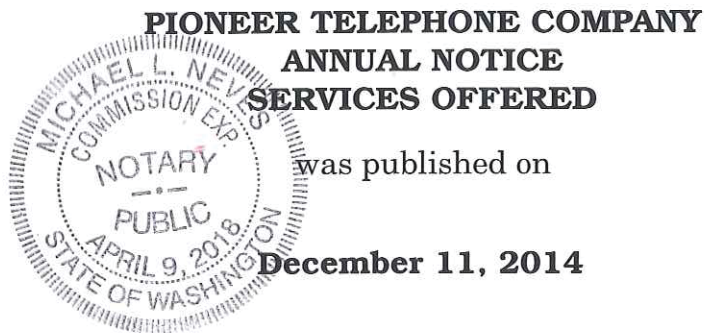 PIONEER TELEPHONE COMPANY
ANNUAL NOTICE
SERVICES OFFERED
was published on
December 11, 2014
MICHAEL L. NEVES
COMMISSION EXP.
NOTARY
PUBLIC
APRIL 9, 2018
STATE OF WASHINGTON